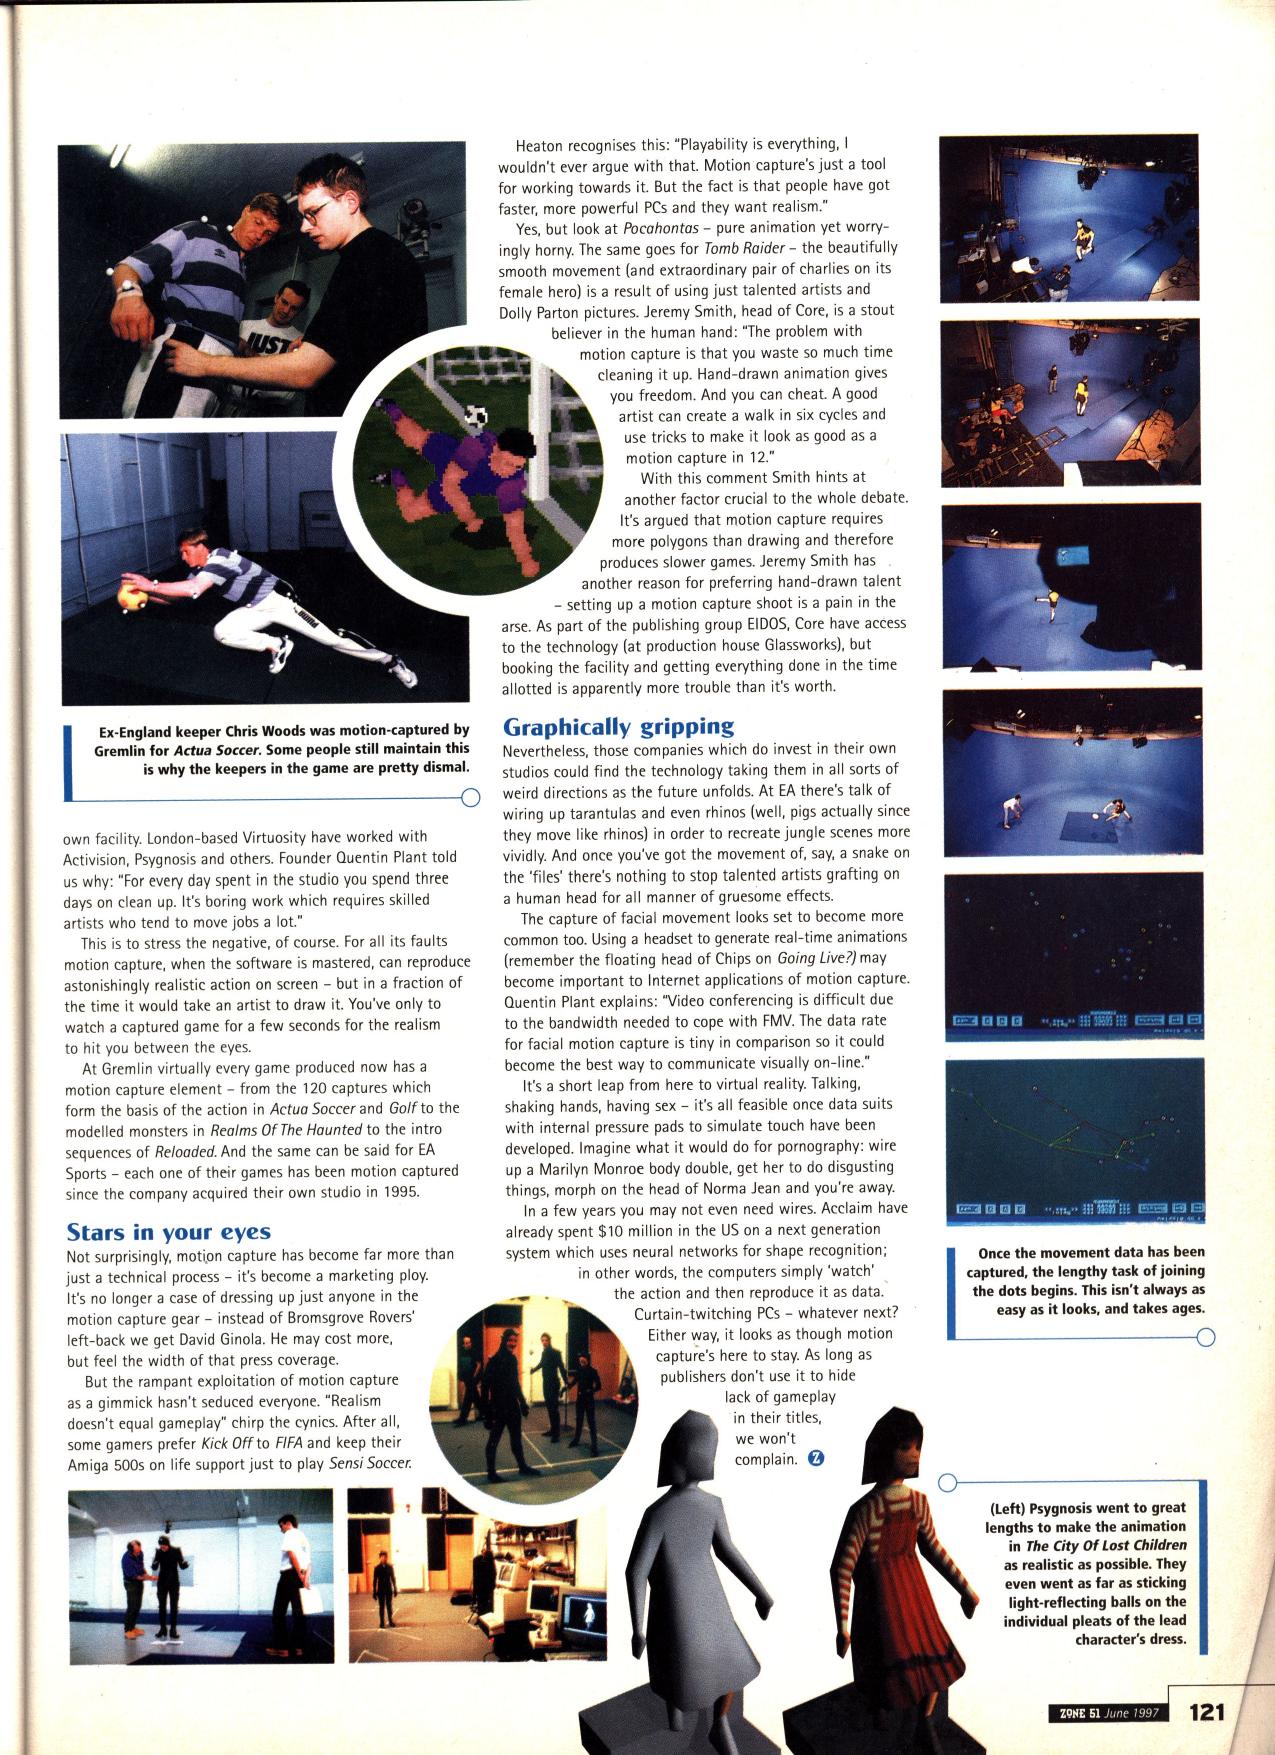 Ex-England keeper Chris Woods was motion-captured by
Gremlin for Actua Soccer. Some people still maintain this
is why the keepers in the game are pretty dismal.
own facility. London-based Virtuosity have worked with
Activision, Psygnosis and others. Founder Quentin Plant told
us why: "For every day spent in the studio you spend three
days on clean up. It's boring work which requires skilled
artists who tend to move jobs a lot."
This is to stress the negative, of course. For all its faults
motion capture, when the software is mastered, can reproduce
astonishingly realistic action on screen – but in a fraction of
the time it would take an artist to draw it. You've only to
watch a captured game for a few seconds for the realism
to hit you between the eyes.
At Gremlin virtually every game produced now has a
motion capture element – from the 120 captures which
form the basis of the action in Actua Soccer and Golf to the
modelled monsters in Realms Of The Haunted to the intro
sequences of Reloaded. And the same can be said for EA
Sports – each one of their games has been motion captured
since the company acquired their own studio in 1995.
Stars in your eyes
Not surprisingly, motion capture has become far more than
just a technical process – it's become a marketing ploy.
It's no longer a case of dressing up just anyone in the
motion capture gear – instead of Bromsgrove Rovers'
left-back we get David Ginola. He may cost more,
but feel the width of that press coverage.
But the rampant exploitation of motion capture
as a gimmick hasn't seduced everyone. "Realism
doesn't equal gameplay" chirp the cynics. After all,
some gamers prefer Kick Off to FIFA and keep their
Amiga 500s on life support just to play Sensi Soccer.
Heaton recognises this: "Playability is everything, I
wouldn't ever argue with that. Motion capture's just a tool
for working towards it. But the fact is that people have got
faster, more powerful PCs and they want realism."
Yes, but look at Pocahontas – pure animation yet worry-
ingly horny. The same goes for Tomb Raider – the beautifully
smooth movement (and extraordinary pair of charlies on its
female hero) is a result of using just talented artists and
Dolly Parton pictures. Jeremy Smith, head of Core, is a stout
believer in the human hand: "The problem with
motion capture is that you waste so much time
cleaning it up. Hand-drawn animation gives
you freedom. And you can cheat. A good
artist can create a walk in six cycles and
use tricks to make it look as good as a
motion capture in 12."
With this comment Smith hints at
another factor crucial to the whole debate.
It's argued that motion capture requires
more polygons than drawing and therefore
produces slower games. Jeremy Smith has
another reason for preferring hand-drawn talent
– setting up a motion capture shoot is a pain in the
arse. As part of the publishing group EIDOS, Core have access
to the technology (at production house Glassworks), but
booking the facility and getting everything done in the time
allotted is apparently more trouble than it's worth.
Graphically gripping
Nevertheless, those companies which do invest in their own
studios could find the technology taking them in all sorts of
weird directions as the future unfolds. At EA there's talk of
wiring up tarantulas and even rhinos (well, pigs actually since
they move like rhinos) in order to recreate jungle scenes more
vividly. And once you've got the movement of, say, a snake on
the 'files' there's nothing to stop talented artists grafting on
a human head for all manner of gruesome effects.
The capture of facial movement looks set to become more
common too. Using a headset to generate real-time animations
(remember the floating head of Chips on Going Live?) may
become important to Internet applications of motion capture.
Quentin Plant explains: "Video conferencing is difficult due
to the bandwidth needed to cope with FMV. The data rate
for facial motion capture is tiny in comparison so it could
become the best way to communicate visually on-line."
It's a short leap from here to virtual reality. Talking,
shaking hands, having sex – it's all feasible once data suits
with internal pressure pads to simulate touch have been
developed. Imagine what it would do for pornography: wire
up a Marilyn Monroe body double, get her to do disgusting
things, morph on the head of Norma Jean and you're away.
In a few years you may not even need wires. Acclaim have
already spent $10 million in the US on a next generation
system which uses neural networks for shape recognition;
in other words, the computers simply 'watch'
the action and then reproduce it as data.
Curtain-twitching PCs – whatever next?
Either way, it looks as though motion
capture's here to stay. As long as
publishers don't use it to hide
lack of gameplay
in their titles,
we won't
complain. Z
Once the movement data has been
captured, the lengthy task of joining
the dots begins. This isn't always as
easy as it looks, and takes ages.
(Left) Psygnosis went to great
lengths to make the animation
in The City Of Lost Children
as realistic as possible. They
even went as far as sticking
light-reflecting balls on the
individual pleats of the lead
character's dress.
ZONE 51 June 1997 121
JUST
PUMA